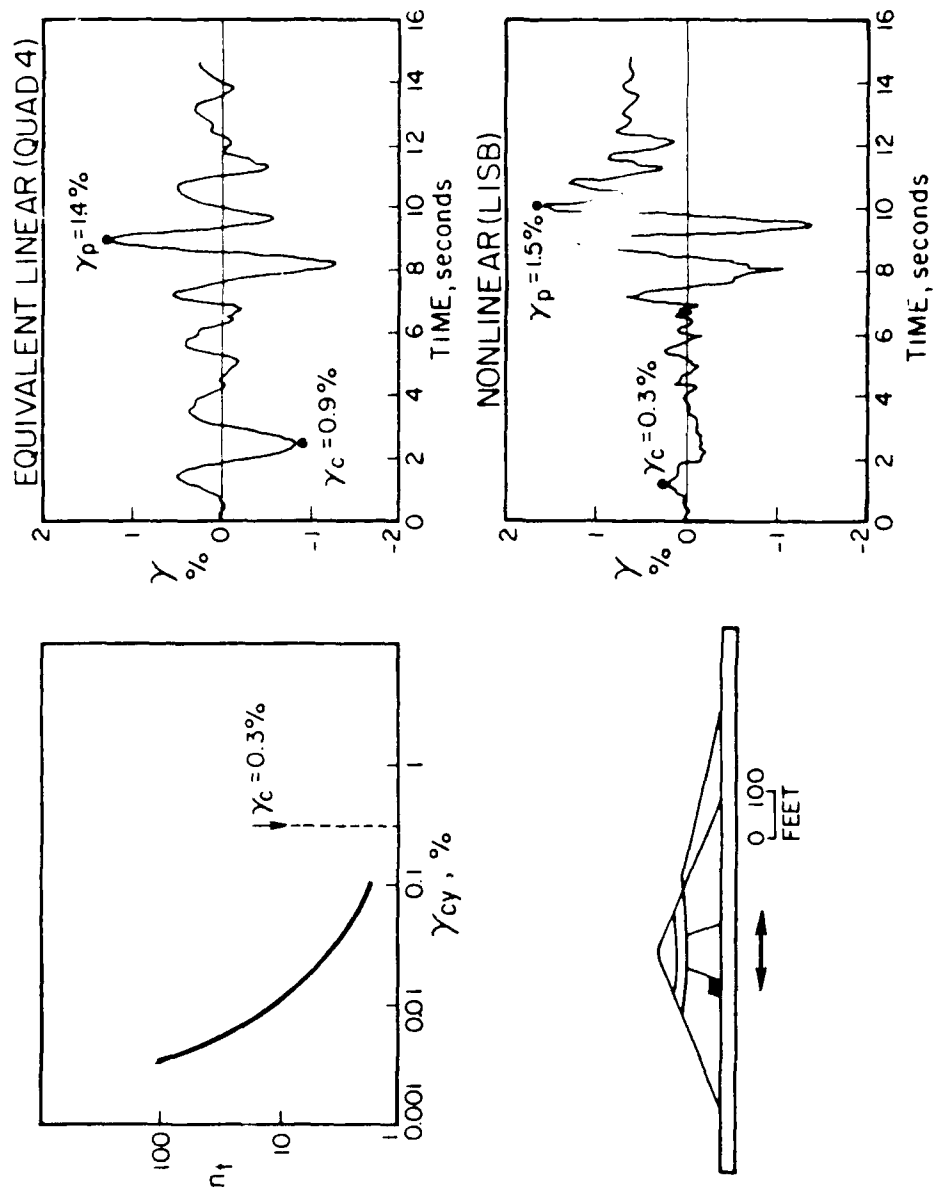 EQUIVALENT LINEAR (QUAD 4)
2
1
0
-1
-2
γ
%
γp = 1.4%
γc = 0.9%
0 2 4 6 8 10 12 14 16
TIME, seconds
NONLINEAR (LISB)
2
1
0
-1
-2
γ
%
γp = 1.5%
γc = 0.3%
0 2 4 6 8 10 12 14 16
TIME, seconds
100
10
1
nt
γc = 0.3%
0.001 0.01 0.1 1
γcy, %
0 100
FEET